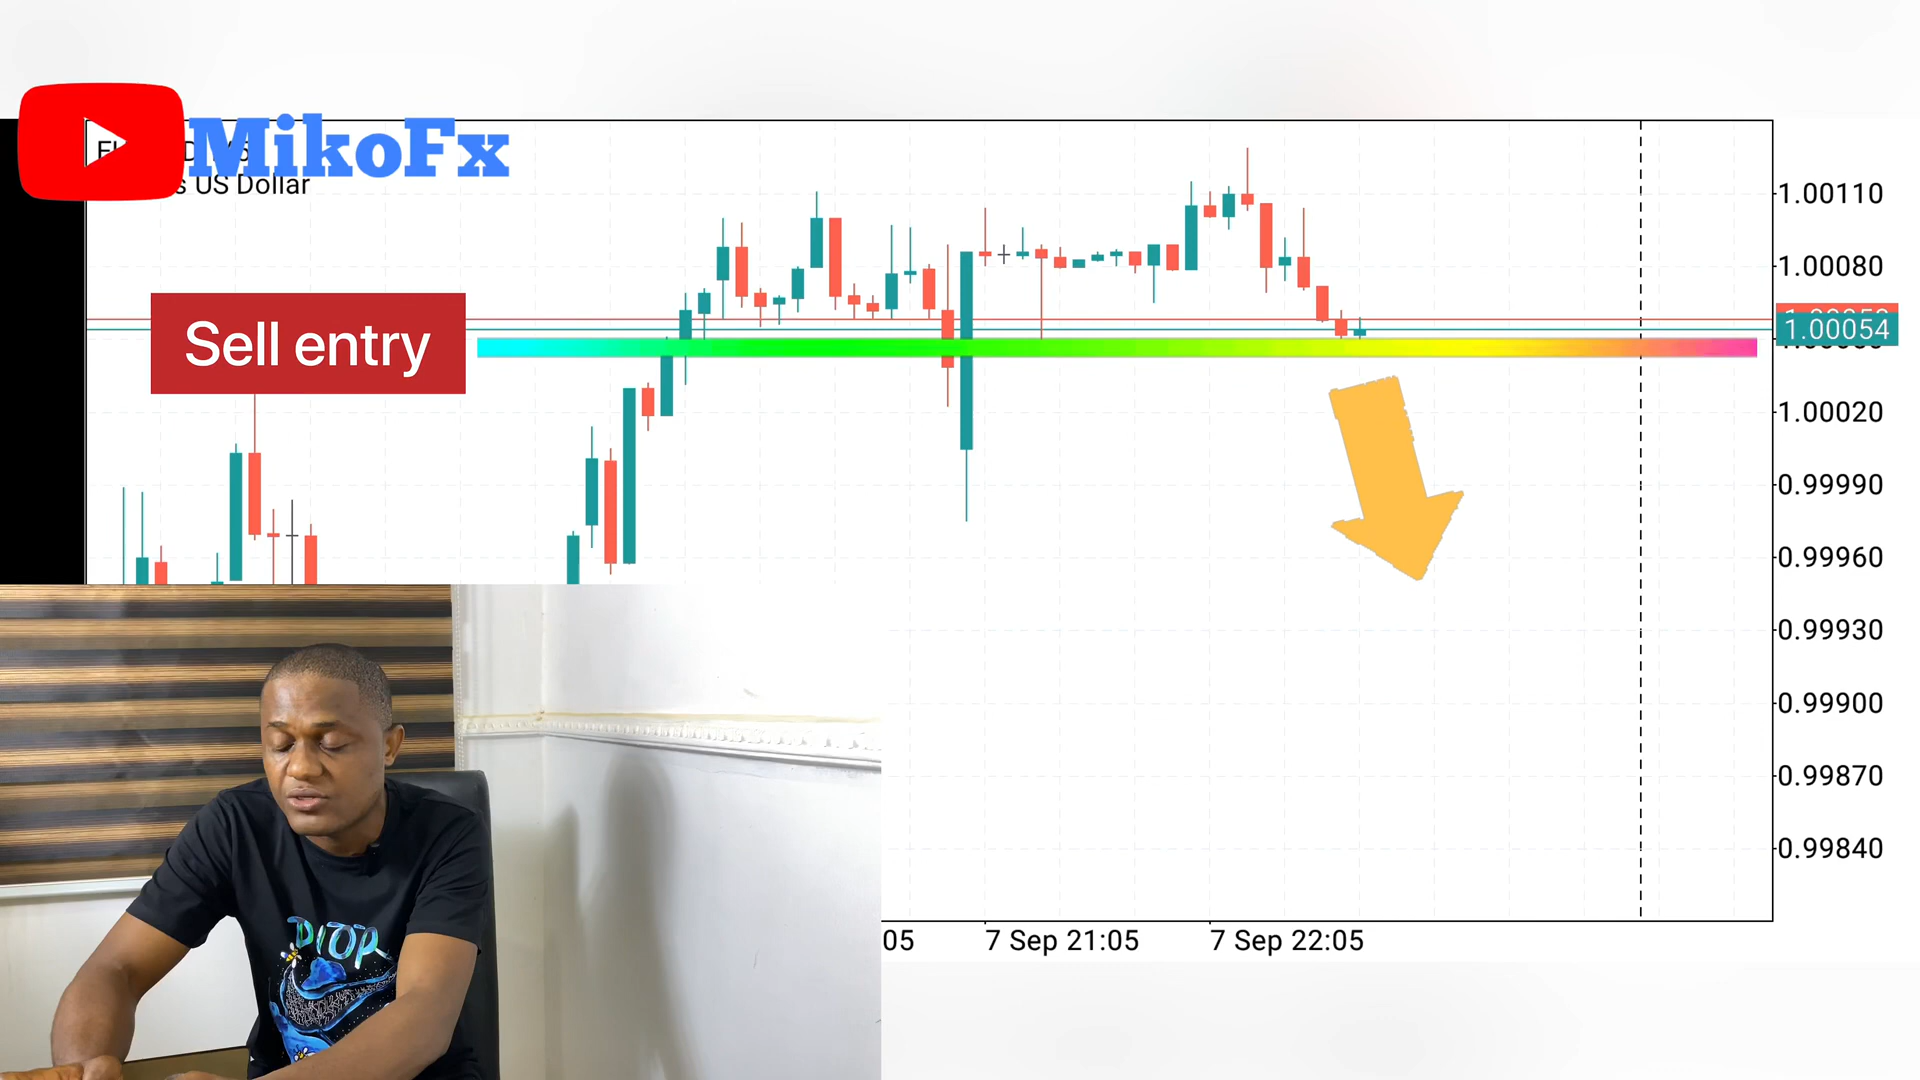 MikoFx
US Dollar
Sell entry
1.00110
1.00080
1.00054
1.00020
0.99990
0.99960
0.99930
0.99900
0.99870
0.99840
05
7 Sep 21:05
7 Sep 22:05
DIOR